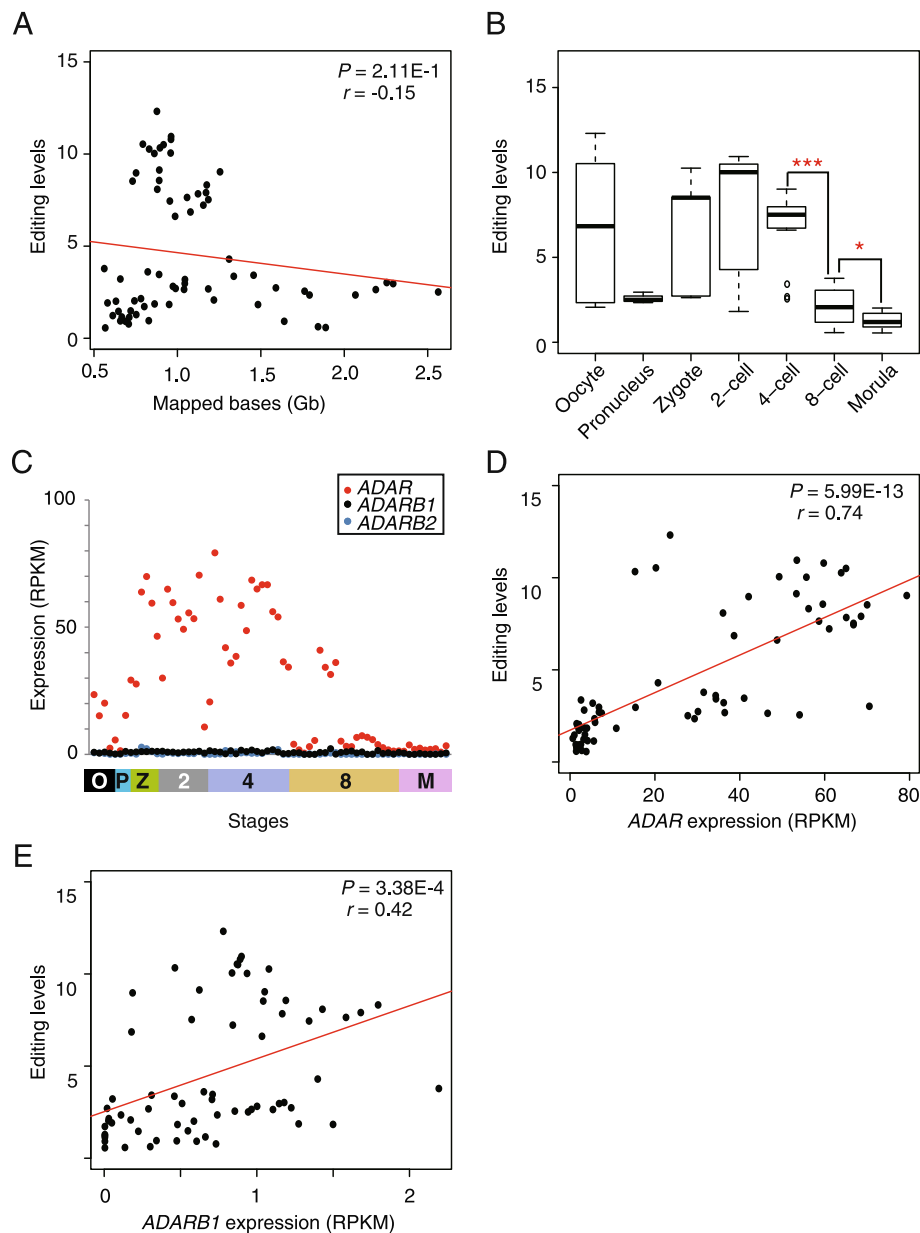 A
P = 2.11E-1
r = -0.15
15
10
5
0
Editing levels
0.5 1.0 1.5 2.0 2.5
Mapped bases (Gb)
B
15
10
5
0
Editing levels
***
*
Oocyte
Pronucleus
Zygote
2-cell
4-cell
8-cell
Morula
C
ADAR
ADARB1
ADARB2
100
50
0
Expression (RPKM)
O P Z 2 4 8 M
Stages
D
P = 5.99E-13
r = 0.74
15
10
5
Editing levels
0 20 40 60 80
ADAR expression (RPKM)
E
P = 3.38E-4
r = 0.42
15
10
5
Editing levels
0 1 2
ADARB1 expression (RPKM)